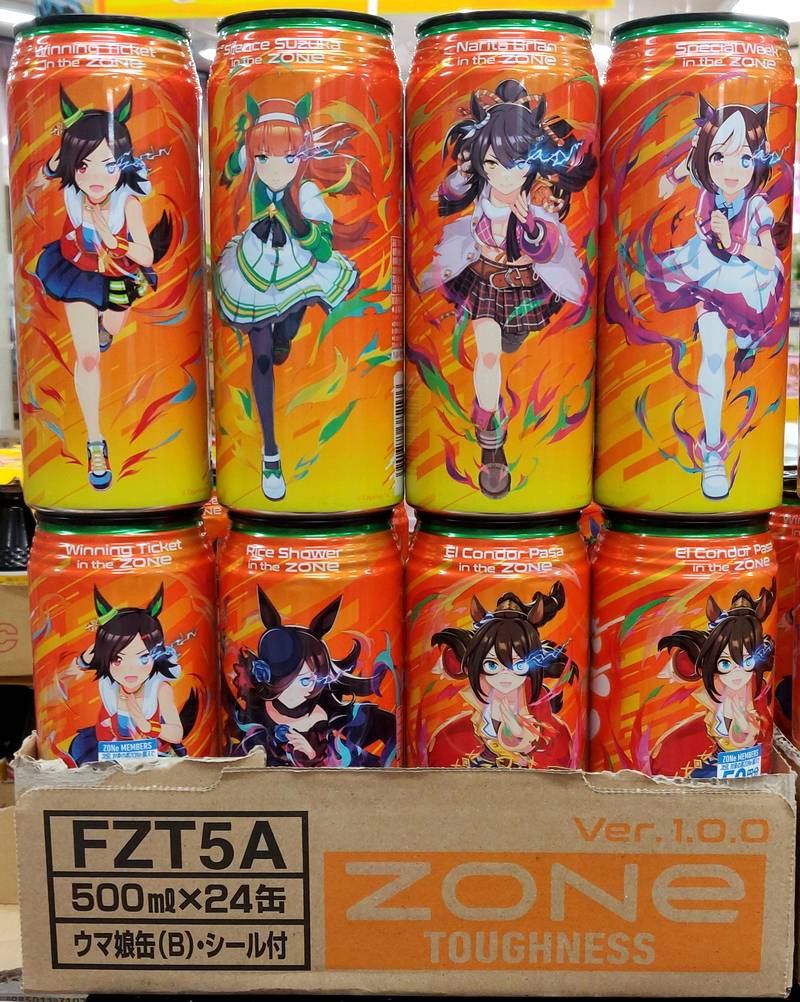 Winning Ticket
in the ZONE
Silence Suzuka
in the ZONE
Narita Brian
in the ZONE
Special Week
in the ZONE
Winning Ticket
in the ZONE
Rice Shower
in the ZONE
El Condor Pasa
in the ZONE
El Condor Pasa
in the ZONE
ZONe MEMBERS
ZONe MEMBERS
FZT5A
500ml×24缶
ウマ娘缶(B)・シール付
Ver.1.0.0
ZONe
TOUGHNESS